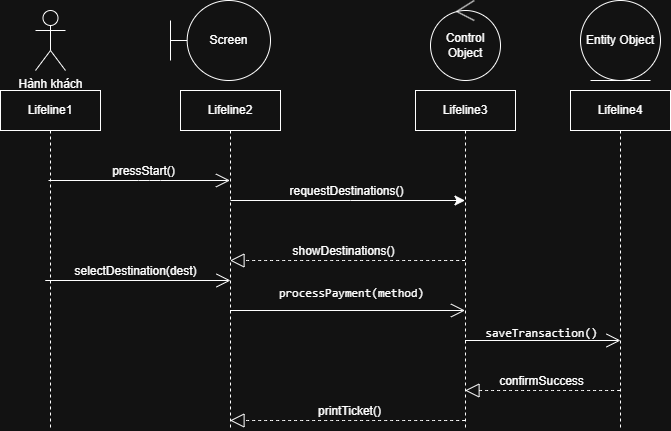 Screen
Control
Object
Entity Object
Hành khách
Lifeline1
Lifeline2
Lifeline3
Lifeline4
pressStart()
requestDestinations()
showDestinations()
selectDestination(dest)
processPayment(method)
saveTransaction()
confirmSuccess
printTicket()